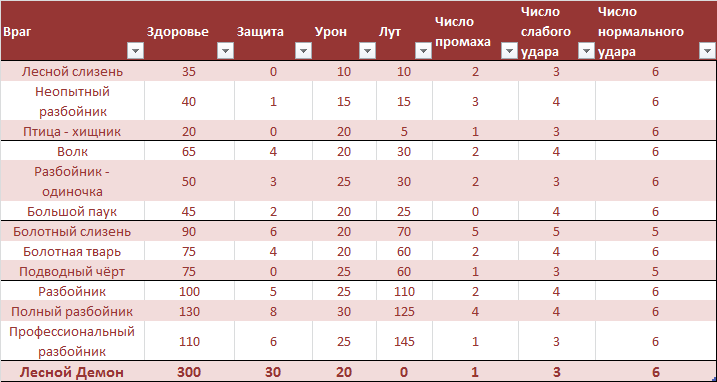 Враг Здоровье Защита Урон Лут Число промаха Число слабого удара Число нормального удара
Лесной слизень 35 0 10 10 2 3 6
Неопытный разбойник 40 1 15 15 3 4 6
Птица - хищник 20 0 20 5 1 3 6
Волк 65 4 20 30 2 4 6
Разбойник - одиночка 50 3 25 30 2 3 6
Большой паук 45 2 20 25 0 4 6
Болотный слизень 90 6 20 70 5 5 5
Болотная тварь 75 4 20 60 2 4 6
Подводный чёрт 75 0 25 60 1 3 5
Разбойник 100 5 25 110 2 4 6
Полный разбойник 130 8 30 125 4 4 6
Профессиональный разбойник 110 6 25 145 1 3 6
Лесной Демон 300 30 20 0 1 3 6